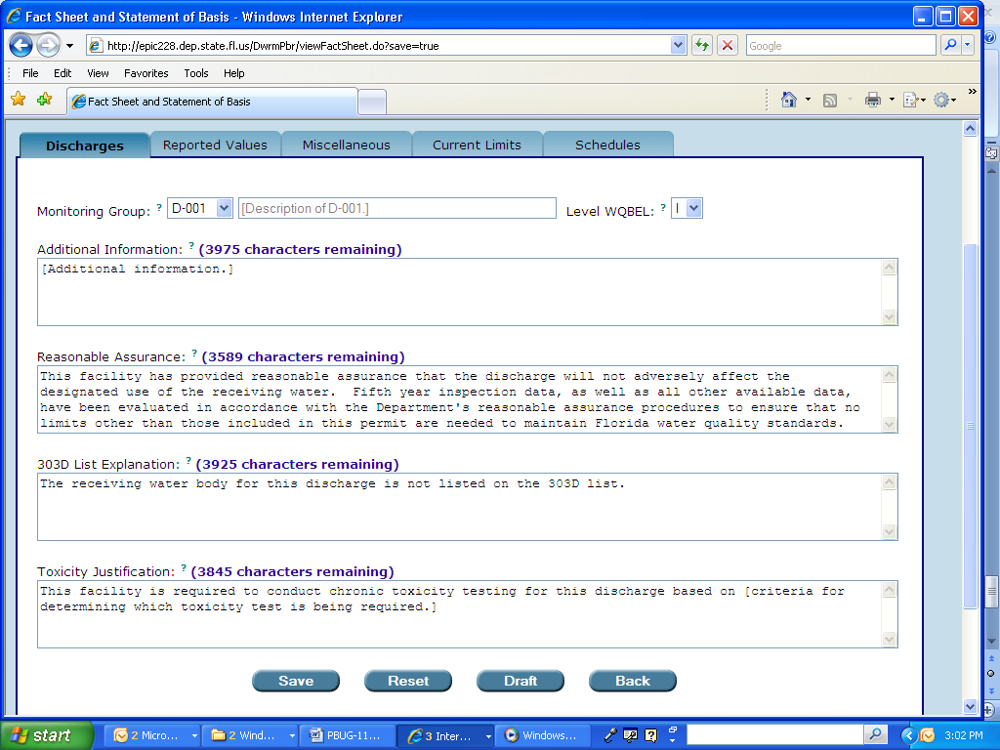 Fact Sheet and Statement of Basis - Windows Internet Explorer
http://epic228.dep.state.fl.us/DwrmPbr/viewFactSheet.do?save=true
Google
File Edit View Favorites Tools Help
Fact Sheet and Statement of Basis
Discharges Reported Values Miscellaneous Current Limits Schedules
Monitoring Group: ? D-001 [Description of D-001.] Level WQBEL: ? I
Additional Information: ? (3975 characters remaining)
[Additional information.]
Reasonable Assurance: ? (3589 characters remaining)
This facility has provided reasonable assurance that the discharge will not adversely affect the
designated use of the receiving water.  Fifth year inspection data, as well as all other available data,
have been evaluated in accordance with the Department's reasonable assurance procedures to ensure that no
limits other than those included in this permit are needed to maintain Florida water quality standards.
303D List Explanation: ? (3925 characters remaining)
The receiving water body for this discharge is not listed on the 303D list.
Toxicity Justification: ? (3845 characters remaining)
This facility is required to conduct chronic toxicity testing for this discharge based on [criteria for
determining which toxicity test is being required.]
Save Reset Draft Back
start 2 Micro... 2 Wind... PBUG-11... 3 Inter... Windows... 3:02 PM